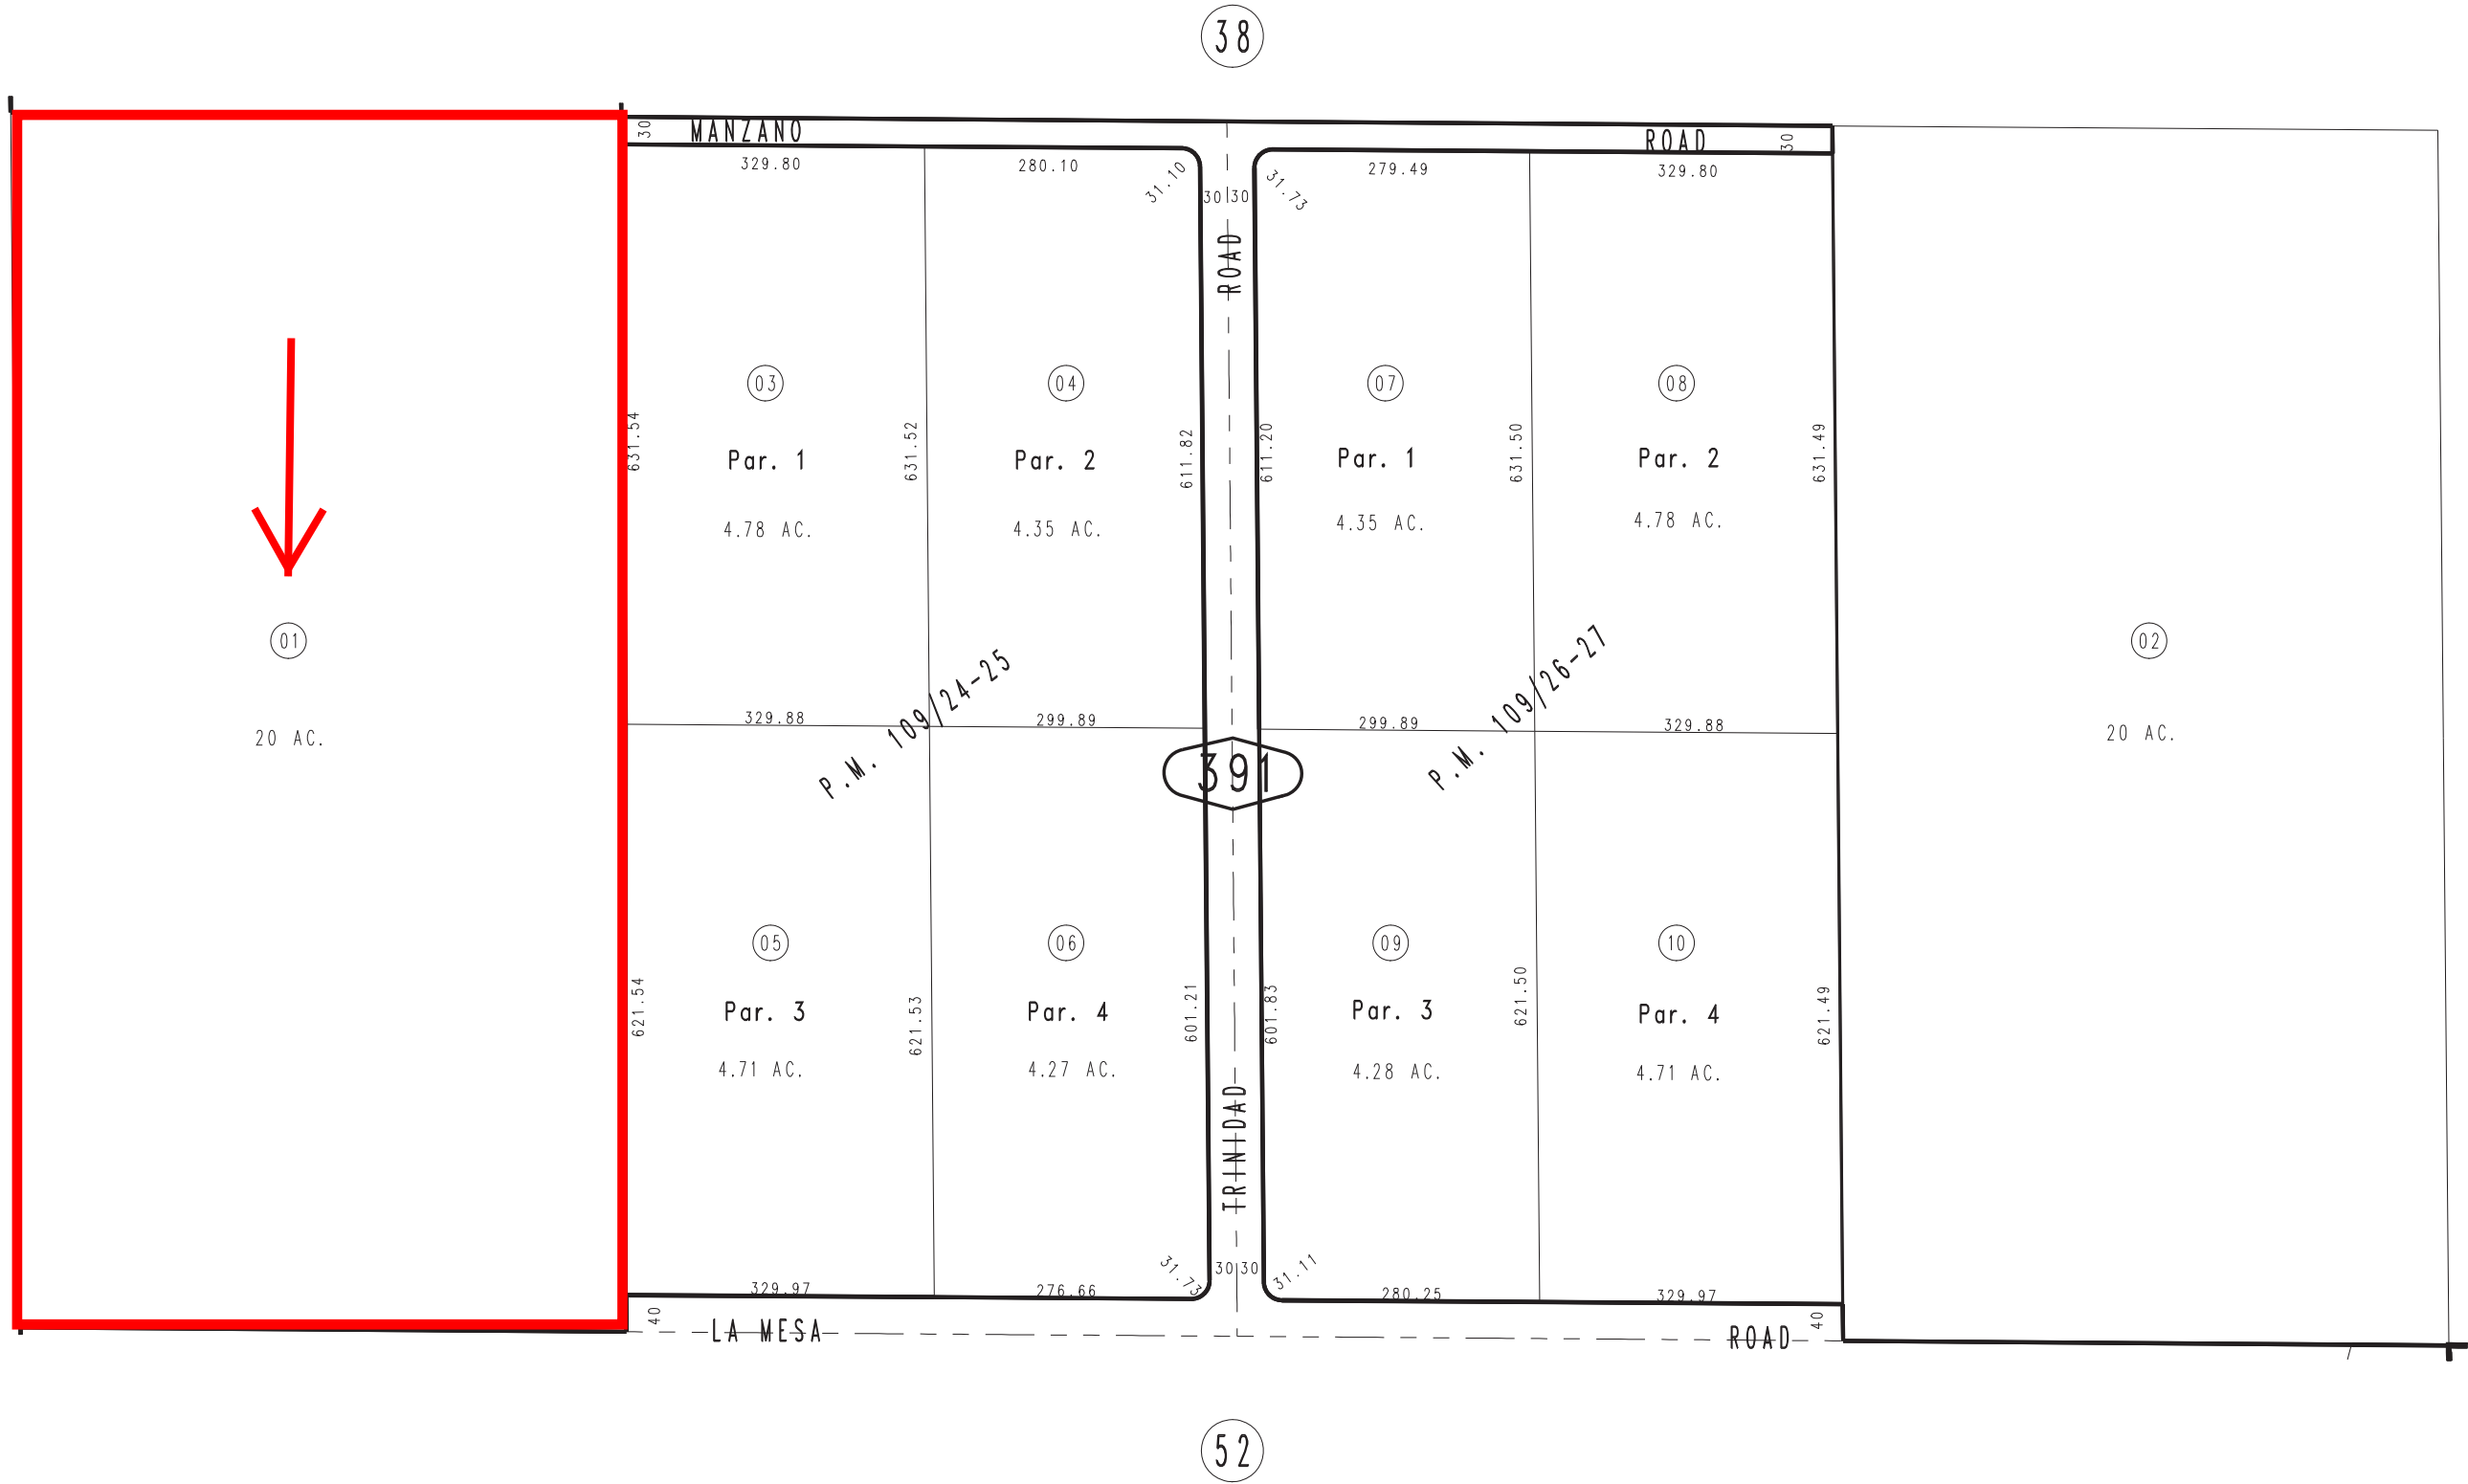 38
30
MANZANO
ROAD
30
329.80
280.10
31.10
30 30
31.73
279.49
329.80
ROAD
03
04
07
08
631.54
Par. 1
631.52
Par. 2
611.82
611.20
Par. 1
631.50
Par. 2
631.49
4.78 AC.
4.35 AC.
4.35 AC.
4.78 AC.
01
02
20 AC.
20 AC.
329.88
299.89
299.89
329.88
P.M. 109/24-25
P.M. 109/26-27
391
05
06
09
10
621.54
Par. 3
621.53
Par. 4
601.21
601.83
Par. 3
621.50
Par. 4
621.49
4.71 AC.
4.27 AC.
4.28 AC.
4.71 AC.
TRINIDAD
329.97
276.66
31.73
30 30
31.11
280.25
329.97
40
LA MESA
ROAD
40
52